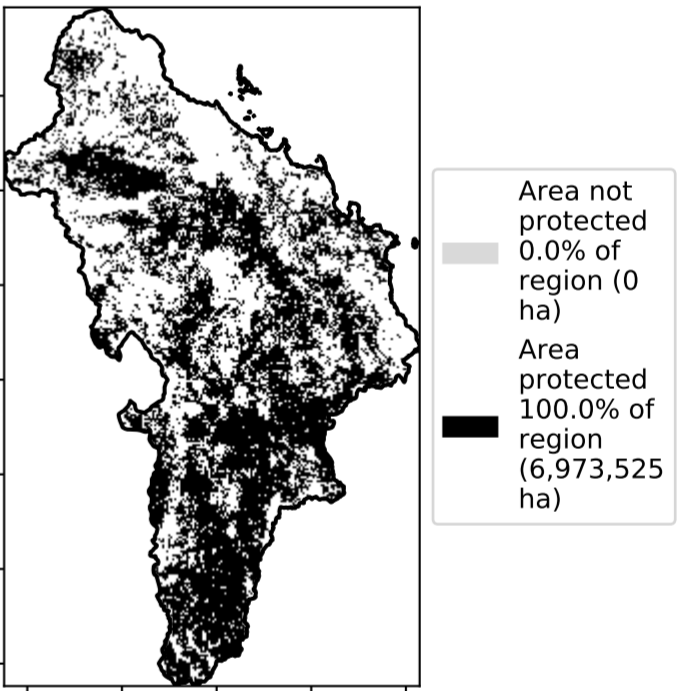 Area not
protected
0.0% of
region (0
ha)
Area
protected
100.0% of
region
(6,973,525
ha)